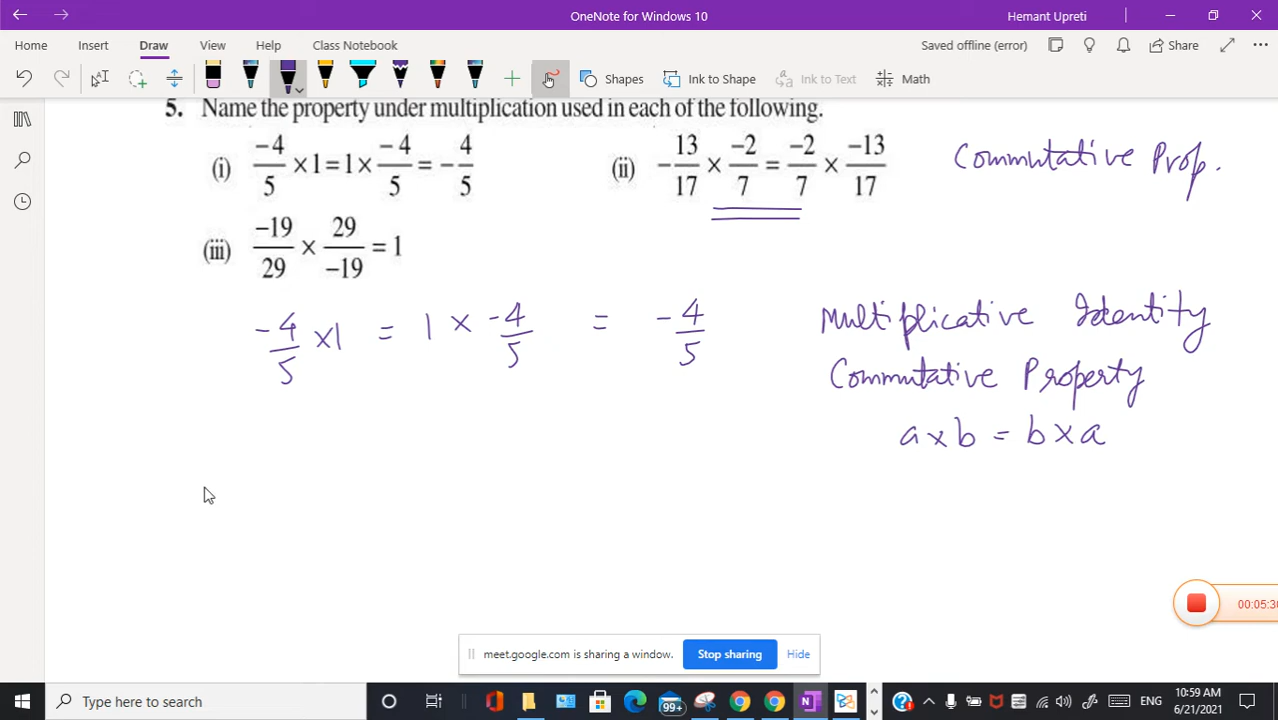 OneNote for Windows 10
Hemant Upreti
Home Insert Draw View Help Class Notebook
Saved offline (error) Share
Shapes Ink to Shape Ink to Text Math
5. Name the property under multiplication used in each of the following.
(i) -4/5 × 1 = 1 × -4/5 = -4/5
(ii) -13/17 × -2/7 = -2/7 × -13/17
Commutative Prop.
(iii) -19/29 × 29/-19 = 1
-4/5 ×1 = 1 × -4/5 = -4/5
Multiplicative Identity
Commutative Property
a×b = b×a
00:05:30
meet.google.com is sharing a window. Stop sharing Hide
Type here to search
99+
ENG
10:59 AM
6/21/2021